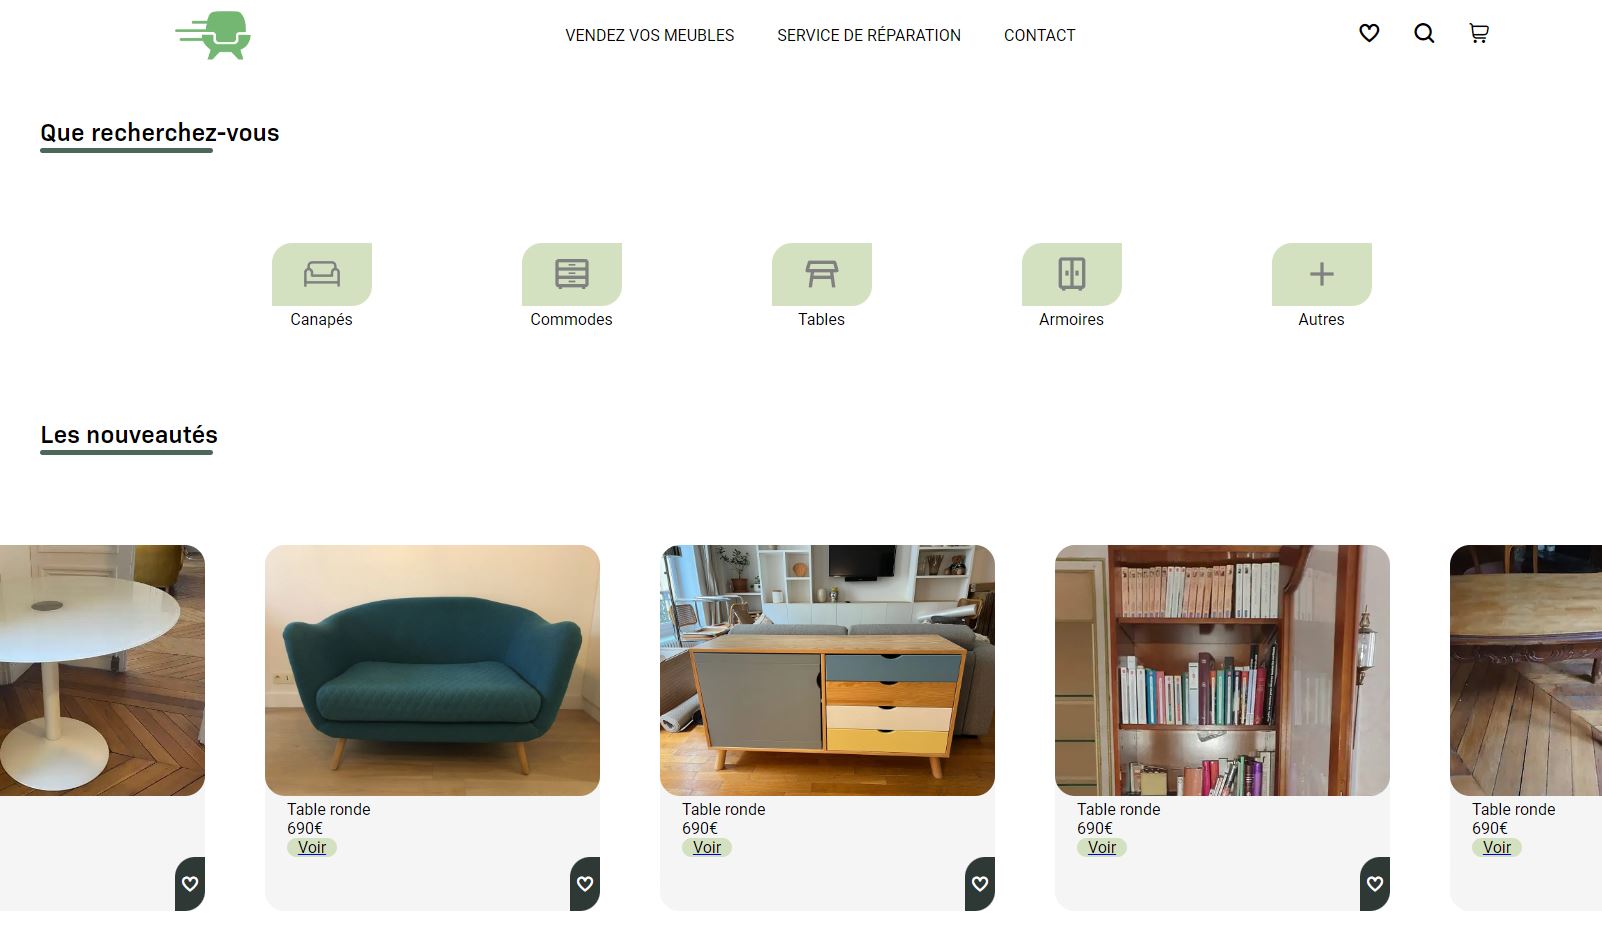 VENDEZ VOS MEUBLES SERVICE DE RÉPARATION CONTACT
Que recherchez-vous
Canapés Commodes Tables Armoires Autres
Les nouveautés
Table ronde Table ronde Table ronde Table ronde
690€ 690€ 690€ 690€
Voir Voir Voir Voir